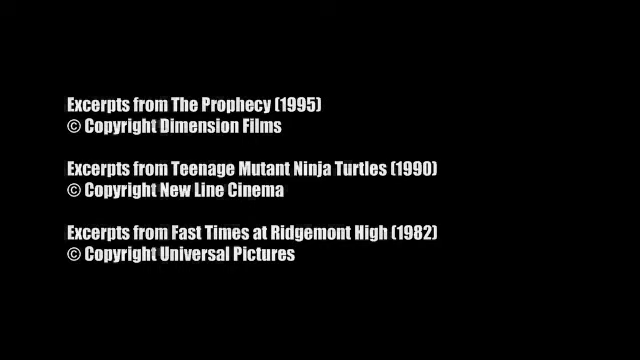 Excerpts from The Prophecy (1995)
© Copyright Dimension Films
Excerpts from Teenage Mutant Ninja Turtles (1990)
© Copyright New Line Cinema
Excerpts from Fast Times at Ridgemont High (1982)
© Copyright Universal Pictures